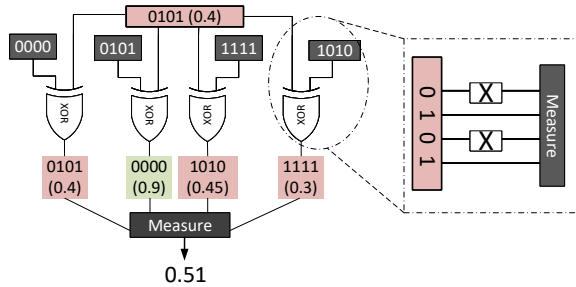 0101 (0.4)
0000
0101
1111
1010
XOR
XOR
XOR
XOR
0101
(0.4)
0000
(0.9)
1010
(0.45)
1111
(0.3)
Measure
0.51
0
1
0
1
X
X
Measure